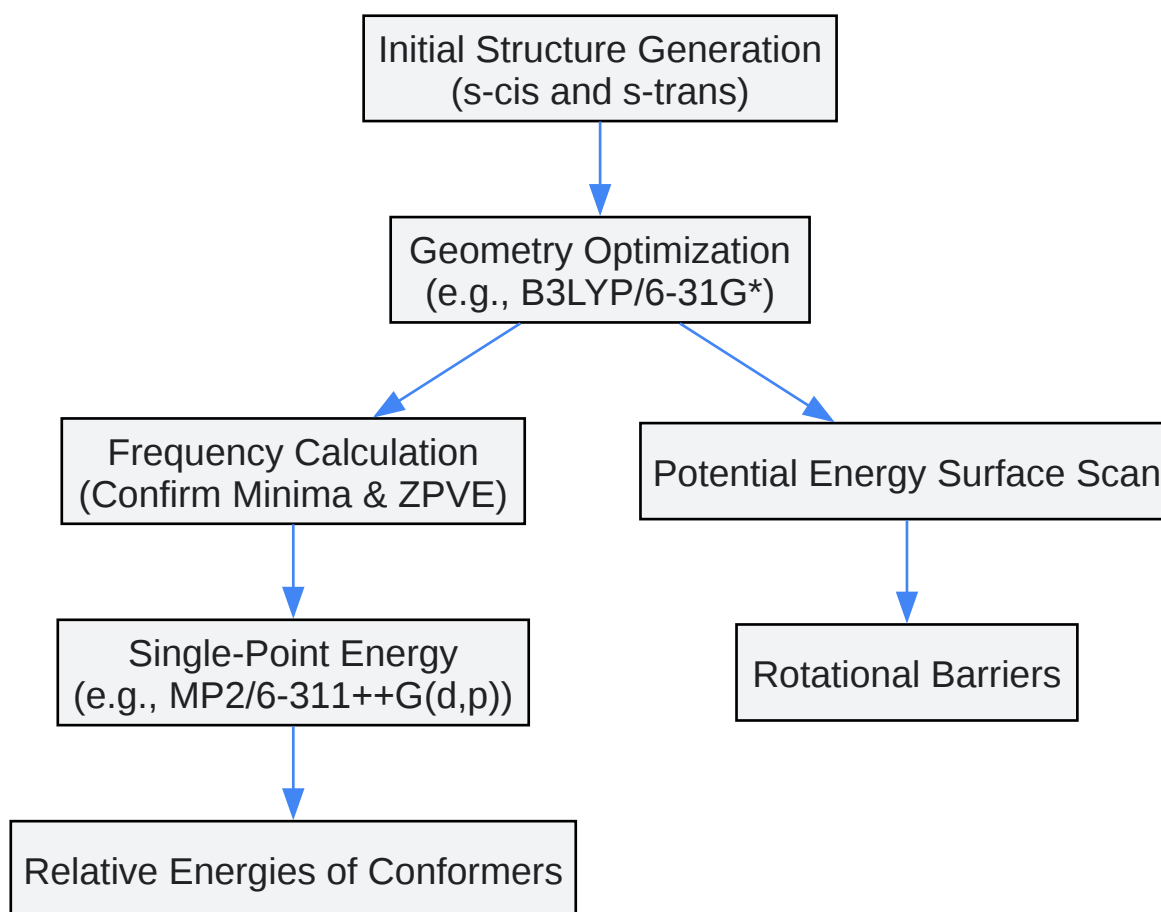 Initial Structure Generation
(s-cis and s-trans)
Geometry Optimization
(e.g., B3LYP/6-31G*)
Frequency Calculation
(Confirm Minima & ZPVE)
Potential Energy Surface Scan
Single-Point Energy
(e.g., MP2/6-311++G(d,p))
Rotational Barriers
Relative Energies of Conformers